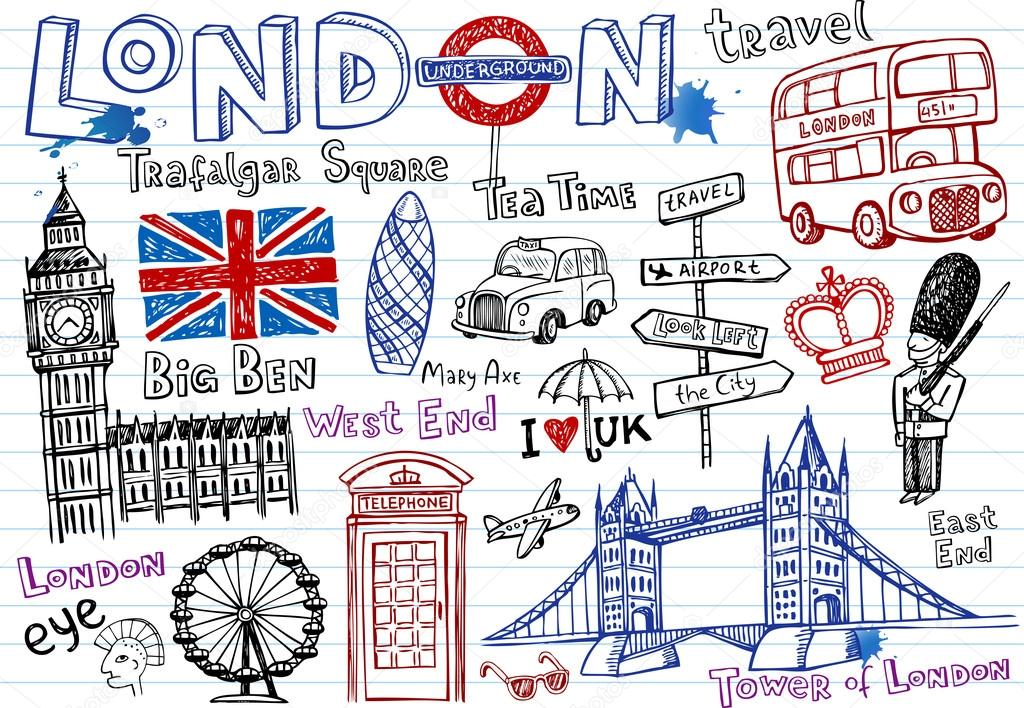 LONDON
UNDERGROUND
travel
LONDON
451"
Trafalgar Square
TEA TIME
TAXI
TRAVEL
AIRPORT
LOOK LEFT
the City
BIG BEN
MARY AXE
WEST END
I ♥ UK
TELEPHONE
EAST
END
LONDON
eye
TOWER of LONDON